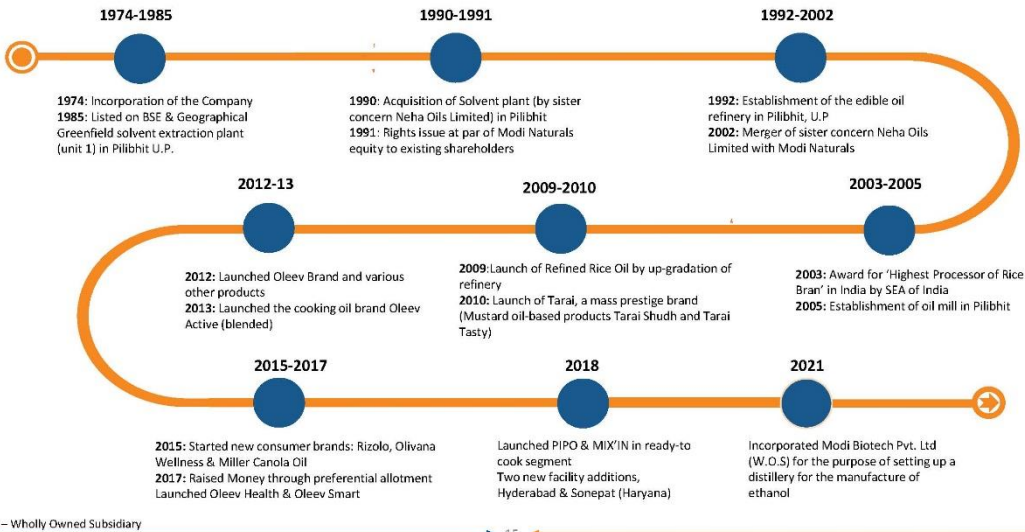 1974-1985
1990-1991
1992-2002
1974: Incorporation of the Company
1985: Listed on BSE & Geographical
Greenfield solvent extraction plant
(unit 1) in Pilibhit U.P.
1990: Acquisition of Solvent plant (by sister
concern Neha Oils Limited) in Pilibhit
1991: Rights issue at par of Modi Naturals
equity to existing shareholders
1992: Establishment of the edible oil
refinery in Pilibhit, U.P
2002: Merger of sister concern Neha Oils
Limited with Modi Naturals
2012-13
2009-2010
2003-2005
2012: Launched Oleev Brand and various
other products
2013: Launched the cooking oil brand Oleev
Active (blended)
2009:Launch of Refined Rice Oil by up-gradation of
refinery
2010: Launch of Tarai, a mass prestige brand
(Mustard oil-based products Tarai Shudh and Tarai
Tasty)
2003: Award for ‘Highest Processor of Rice
Bran’ in India by SEA of India
2005: Establishment of oil mill in Pilibhit
2015-2017
2018
2021
2015: Started new consumer brands: Rizolo, Olivana
Wellness & Miller Canola Oil
2017: Raised Money through preferential allotment
Launched Oleev Health & Oleev Smart
Launched PIPO & MIX’IN in ready-to
cook segment
Two new facility additions,
Hyderabad & Sonepat (Haryana)
Incorporated Modi Biotech Pvt. Ltd
(W.O.S) for the purpose of setting up a
distillery for the manufacture of
ethanol
– Wholly Owned Subsidiary
15